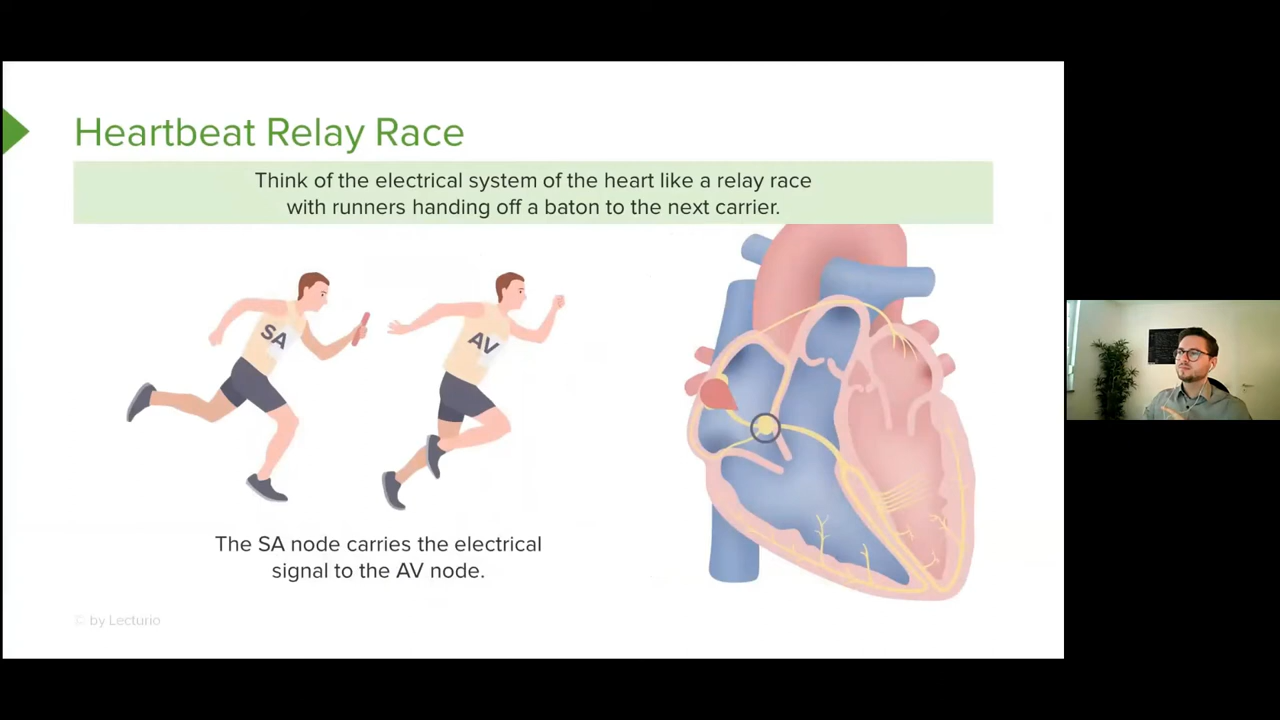 Heartbeat Relay Race
Think of the electrical system of the heart like a relay race
with runners handing off a baton to the next carrier.
SA
AV
The SA node carries the electrical
signal to the AV node.
© by Lecturio